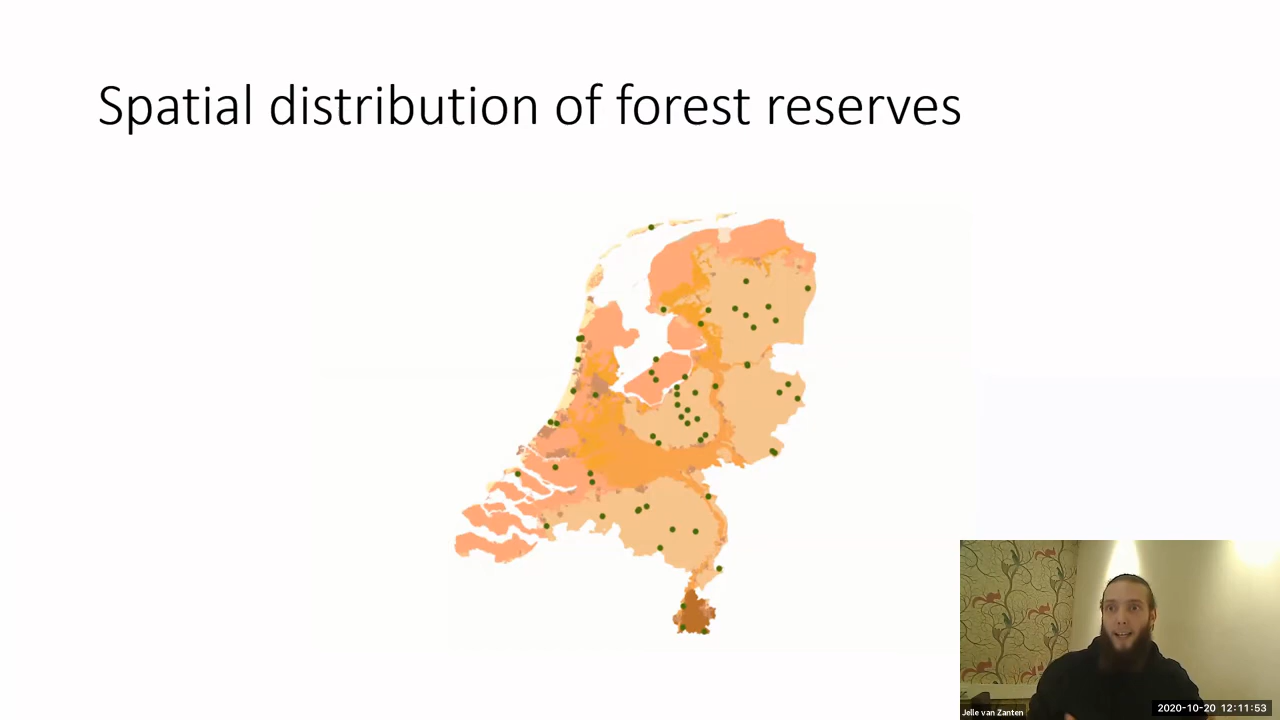 Spatial distribution of forest reserves
Jelle van Zanten
2020-10-20 12:11:53